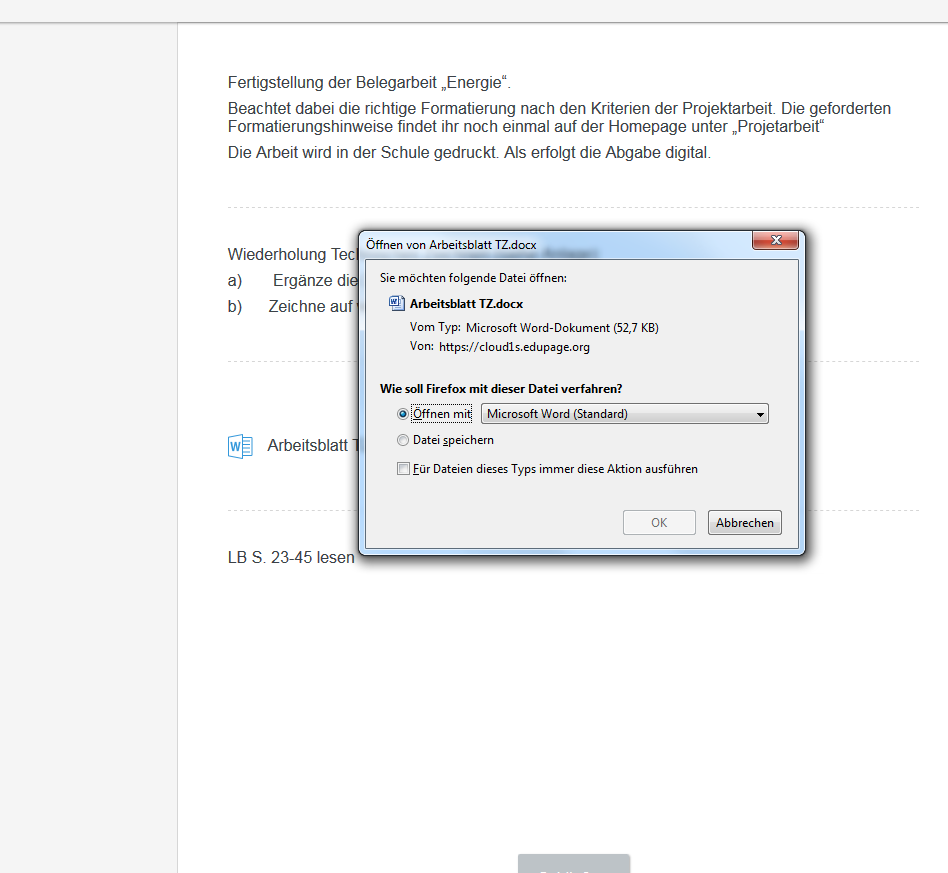 Fertigstellung der Belegarbeit „Energie“.
Beachtet dabei die richtige Formatierung nach den Kriterien der Projektarbeit. Die geforderten
Formatierungshinweise findet ihr noch einmal auf der Homepage unter „Projetarbeit“
Die Arbeit wird in der Schule gedruckt. Als erfolgt die Abgabe digital.
Wiederholung
a) Ergänze die
b) Zeichne auf
Arbeitsblatt
LB S. 23-45 lesen
Öffnen von Arbeitsblatt TZ.docx
Sie möchten folgende Datei öffnen:
Arbeitsblatt TZ.docx
Vom Typ: Microsoft Word-Dokument (52,7 KB)
Von: https://cloud1s.edupage.org
Wie soll Firefox mit dieser Datei verfahren?
Öffnen mit Microsoft Word (Standard)
Datei speichern
Für Dateien dieses Typs immer diese Aktion ausführen
OK Abbrechen